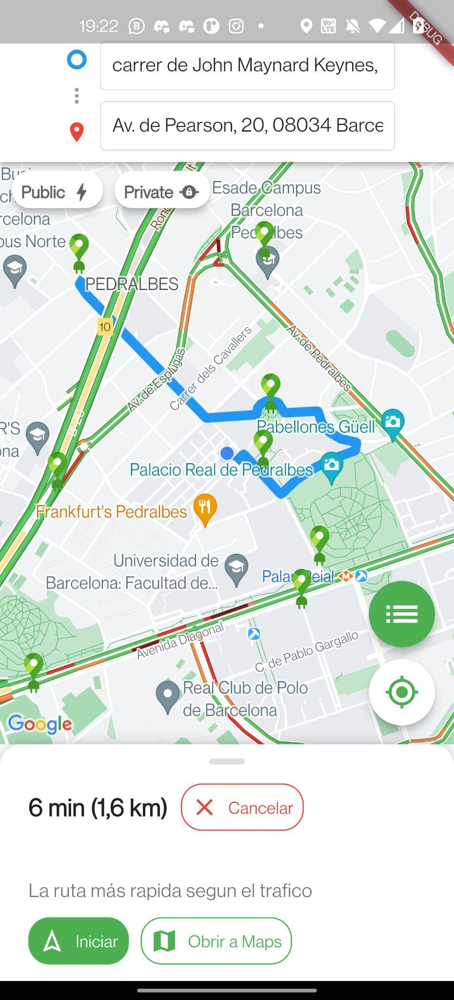 19:22
DEBUG
carrer de John Maynard Keynes,
Av. de Pearson, 20, 08034 Barce
Public
Private
Esade Campus
Barcelona
Pedralbes
rcelona
pus Norte
PEDRALBES
10
Av. de Esplugas
Carrer dels Cavallers
Av. de Pedralbes
B-20
R'S
ona
Pabellones Güell
Palacio Real de Pedralbes
Frankfurt's Pedralbes
Universidad de
Barcelona: Facultad de...
Palau Reial
M
Avenida Diagonal
C. de Pablo Gargallo
Real Club de Polo
de Barcelona
Google
6 min (1,6 km)
Cancelar
La ruta más rapida segun el trafico
Iniciar
Obrir a Maps